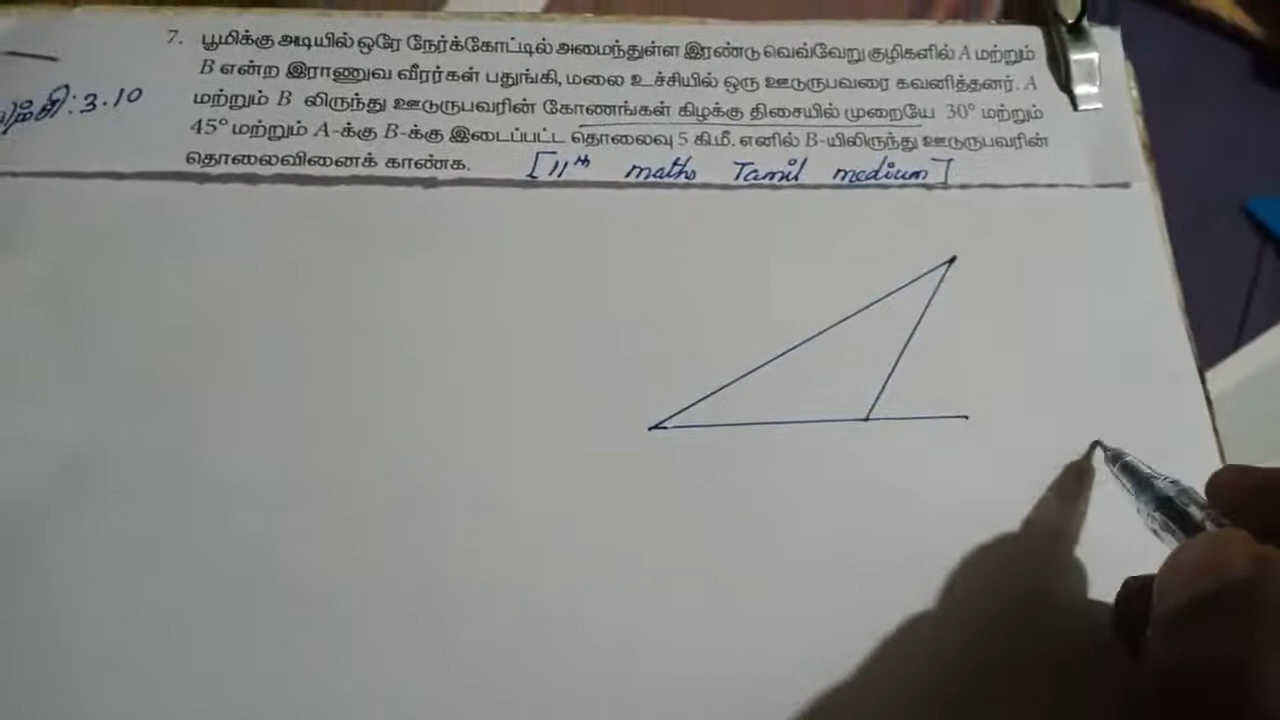 7. பூமிக்கு அடியில் ஒரே நேர்க்கோட்டில் அமைந்துள்ள இரண்டு வெவ்வேறு குழிகளில் A மற்றும்
B என்ற இராணுவ வீரர்கள் பதுங்கி, மலை உச்சியில் ஒரு ஊடுருபவரை கவனித்தனர். A
மற்றும் B லிருந்து ஊடுருபவரின் கோணங்கள் கிழக்கு திசையில் முறையே 30° மற்றும்
45° மற்றும் A-க்கு B-க்கு இடைப்பட்ட தொலைவு 5 கி.மீ. எனில் B-யிலிருந்து ஊடுருபவரின்
தொலைவினைக் காண்க. [11th maths Tamil medium]
: 3.10